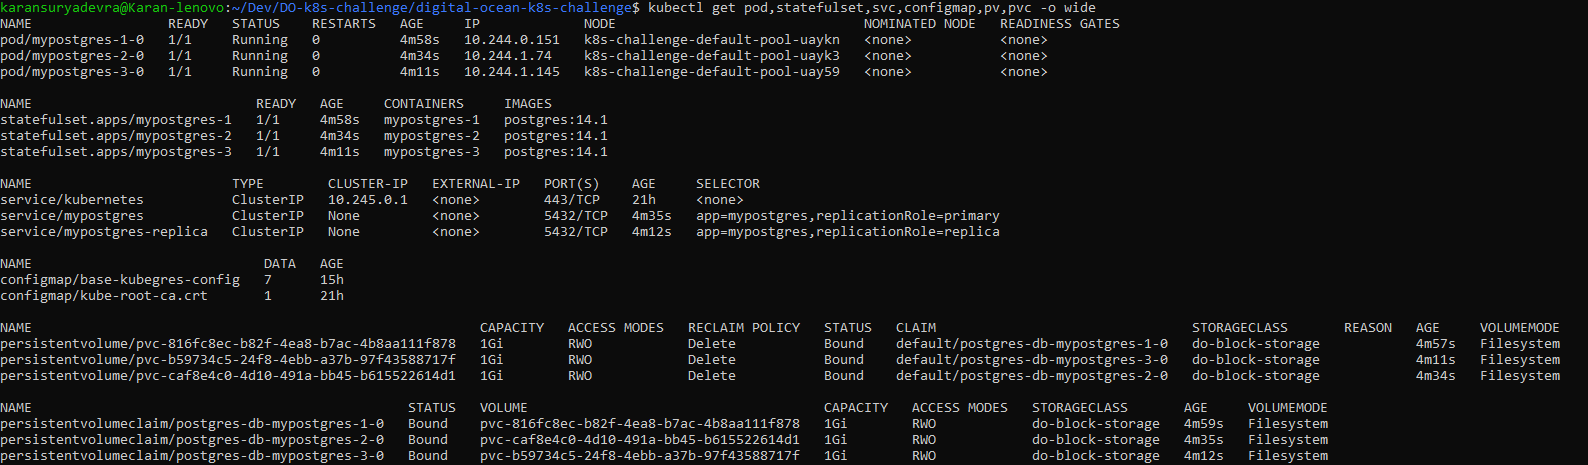 karansuryadevra@Karan-lenovo:~/Dev/DO-k8s-challenge/digital-ocean-k8s-challenge$ kubectl get pod,statefulset,svc,configmap,pv,pvc -o wide
NAME READY STATUS RESTARTS AGE IP NODE NOMINATED NODE READINESS GATES
pod/mypostgres-1-0 1/1 Running 0 4m58s 10.244.0.151 k8s-challenge-default-pool-uaykn <none> <none>
pod/mypostgres-2-0 1/1 Running 0 4m34s 10.244.1.74 k8s-challenge-default-pool-uayk3 <none> <none>
pod/mypostgres-3-0 1/1 Running 0 4m11s 10.244.1.145 k8s-challenge-default-pool-uay59 <none> <none>
NAME READY AGE CONTAINERS IMAGES
statefulset.apps/mypostgres-1 1/1 4m58s mypostgres-1 postgres:14.1
statefulset.apps/mypostgres-2 1/1 4m34s mypostgres-2 postgres:14.1
statefulset.apps/mypostgres-3 1/1 4m11s mypostgres-3 postgres:14.1
NAME TYPE CLUSTER-IP EXTERNAL-IP PORT(S) AGE SELECTOR
service/kubernetes ClusterIP 10.245.0.1 <none> 443/TCP 21h <none>
service/mypostgres ClusterIP None <none> 5432/TCP 4m35s app=mypostgres,replicationRole=primary
service/mypostgres-replica ClusterIP None <none> 5432/TCP 4m12s app=mypostgres,replicationRole=replica
NAME DATA AGE
configmap/base-kubegres-config 7 15h
configmap/kube-root-ca.crt 1 21h
NAME CAPACITY ACCESS MODES RECLAIM POLICY STATUS CLAIM STORAGECLASS REASON AGE VOLUMEMODE
persistentvolume/pvc-816fc8ec-b82f-4ea8-b7ac-4b8aa111f878 1Gi RWO Delete Bound default/postgres-db-mypostgres-1-0 do-block-storage 4m57s Filesystem
persistentvolume/pvc-b59734c5-24f8-4ebb-a37b-97f43588717f 1Gi RWO Delete Bound default/postgres-db-mypostgres-3-0 do-block-storage 4m11s Filesystem
persistentvolume/pvc-caf8e4c0-4d10-491a-bb45-b615522614d1 1Gi RWO Delete Bound default/postgres-db-mypostgres-2-0 do-block-storage 4m34s Filesystem
NAME STATUS VOLUME CAPACITY ACCESS MODES STORAGECLASS AGE VOLUMEMODE
persistentvolumeclaim/postgres-db-mypostgres-1-0 Bound pvc-816fc8ec-b82f-4ea8-b7ac-4b8aa111f878 1Gi RWO do-block-storage 4m59s Filesystem
persistentvolumeclaim/postgres-db-mypostgres-2-0 Bound pvc-caf8e4c0-4d10-491a-bb45-b615522614d1 1Gi RWO do-block-storage 4m35s Filesystem
persistentvolumeclaim/postgres-db-mypostgres-3-0 Bound pvc-b59734c5-24f8-4ebb-a37b-97f43588717f 1Gi RWO do-block-storage 4m12s Filesystem